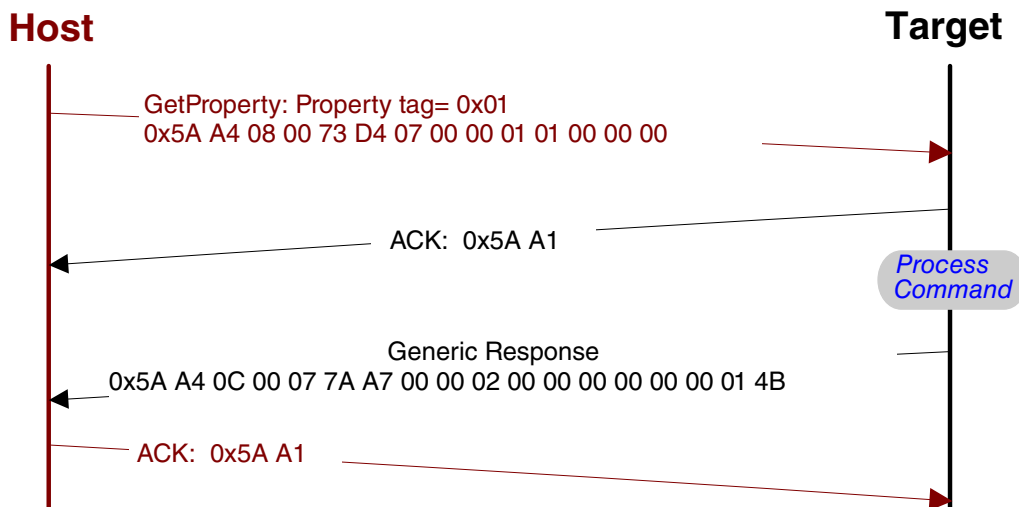 Host
Target
GetProperty: Property tag= 0x01
0x5A A4 08 00 73 D4 07 00 00 01 01 00 00 00
ACK: 0x5A A1
Process
Command
Generic Response
0x5A A4 0C 00 07 7A A7 00 00 02 00 00 00 00 00 00 01 4B
ACK: 0x5A A1